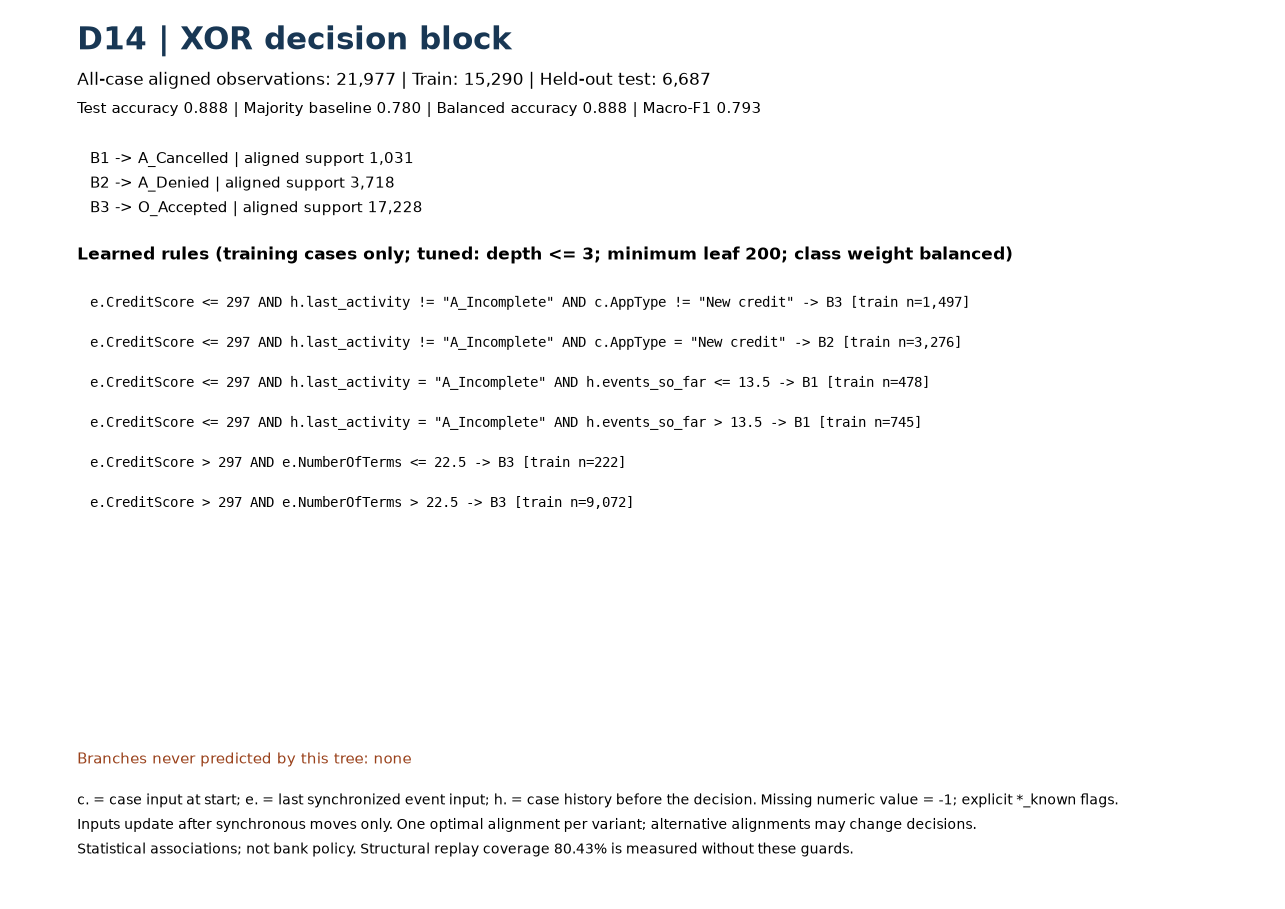 D14 | XOR decision block
All-case aligned observations: 21,977 | Train: 15,290 | Held-out test: 6,687
Test accuracy 0.888 | Majority baseline 0.780 | Balanced accuracy 0.888 | Macro-F1 0.793
B1 -> A_Cancelled | aligned support 1,031
B2 -> A_Denied | aligned support 3,718
B3 -> O_Accepted | aligned support 17,228
Learned rules (training cases only; tuned: depth <= 3; minimum leaf 200; class weight balanced)
e.CreditScore <= 297 AND h.last_activity != "A_Incomplete" AND c.AppType != "New credit" -> B3 [train n=1,497]
e.CreditScore <= 297 AND h.last_activity != "A_Incomplete" AND c.AppType = "New credit" -> B2 [train n=3,276]
e.CreditScore <= 297 AND h.last_activity = "A_Incomplete" AND h.events_so_far <= 13.5 -> B1 [train n=478]
e.CreditScore <= 297 AND h.last_activity = "A_Incomplete" AND h.events_so_far > 13.5 -> B1 [train n=745]
e.CreditScore > 297 AND e.NumberOfTerms <= 22.5 -> B3 [train n=222]
e.CreditScore > 297 AND e.NumberOfTerms > 22.5 -> B3 [train n=9,072]
Branches never predicted by this tree: none
c. = case input at start; e. = last synchronized event input; h. = case history before the decision. Missing numeric value = -1; explicit *_known flags.
Inputs update after synchronous moves only. One optimal alignment per variant; alternative alignments may change decisions.
Statistical associations; not bank policy. Structural replay coverage 80.43% is measured without these guards.